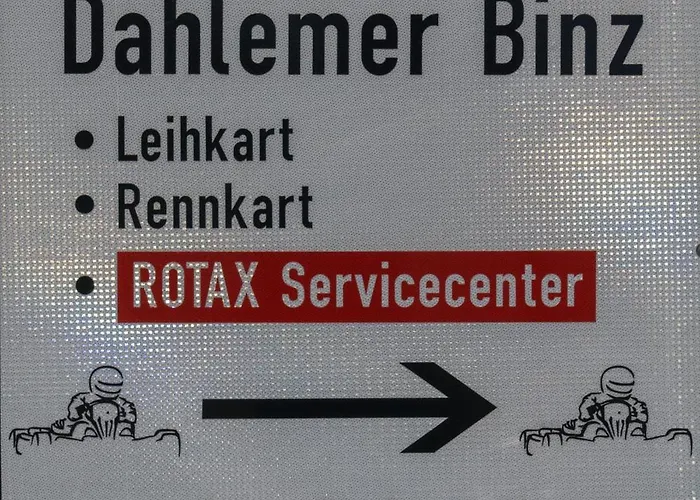 Dahlemer Binz
• Leihkart
• Rennkart
• ROTAX Servicecenter